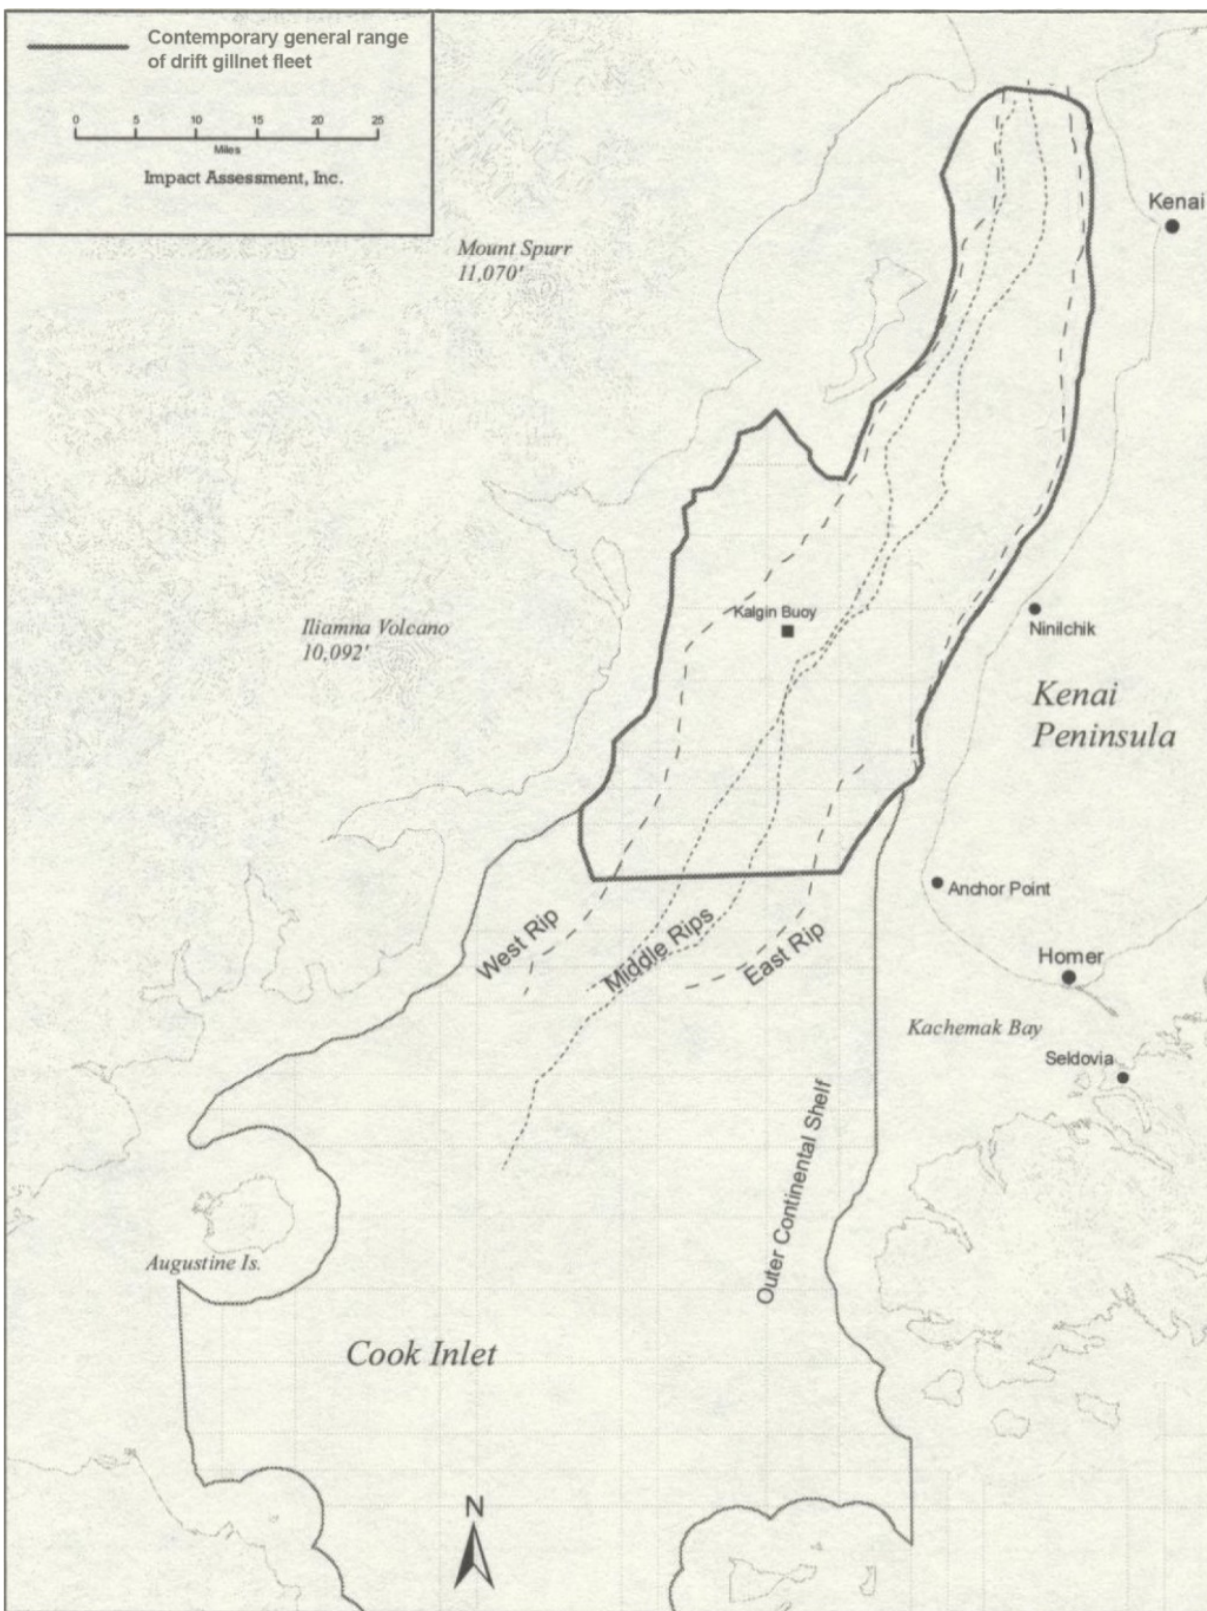 Contemporary general range
of drift gillnet fleet
0 5 10 15 20 25
Miles
Impact Assessment, Inc.
Mount Spurr
11,070'
Kenai
Kalgin Buoy
Iliamna Volcano
10,092'
Ninilchik
Kenai
Peninsula
Anchor Point
West Rip
Middle Rips
East Rip
Homer
Kachemak Bay
Seldovia
Outer Continental Shelf
Augustine Is.
Cook Inlet
N